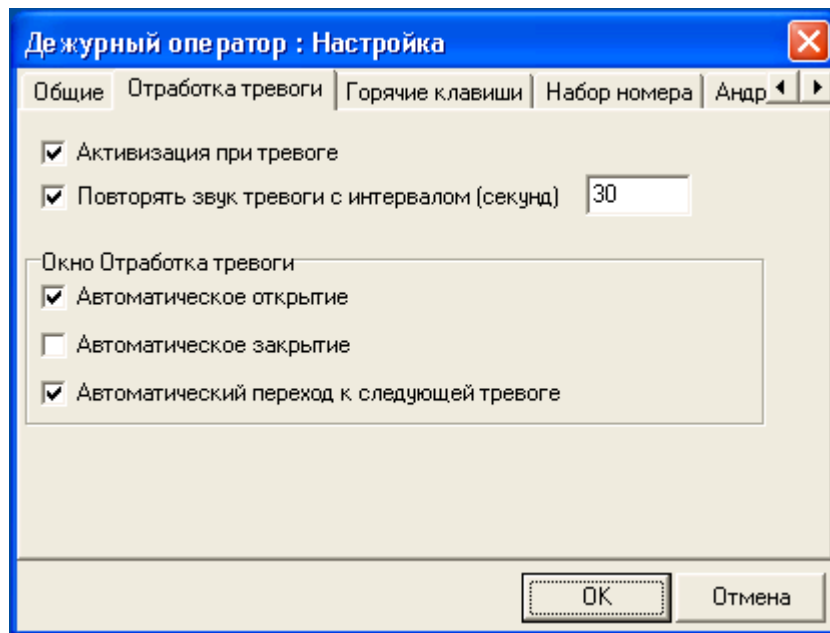 Дежурный оператор : Настройка
Общие Отработка тревоги Горячие клавиши Набор номера Андр
Активизация при тревоге
Повторять звук тревоги с интервалом (секунд) 30
Окно Отработка тревоги
Автоматическое открытие
Автоматическое закрытие
Автоматический переход к следующей тревоге
OK Отмена